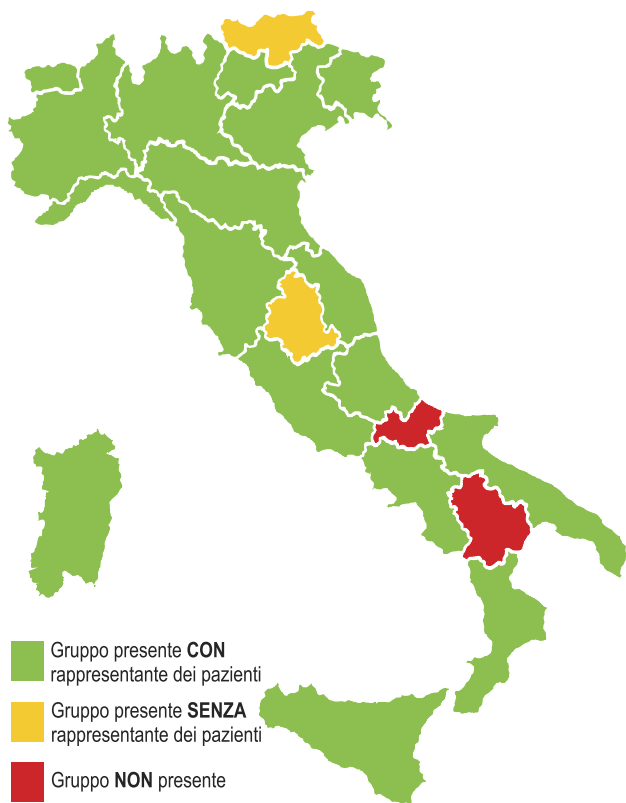 Gruppo presente CON
rappresentante dei pazienti
Gruppo presente SENZA
rappresentante dei pazienti
Gruppo NON presente